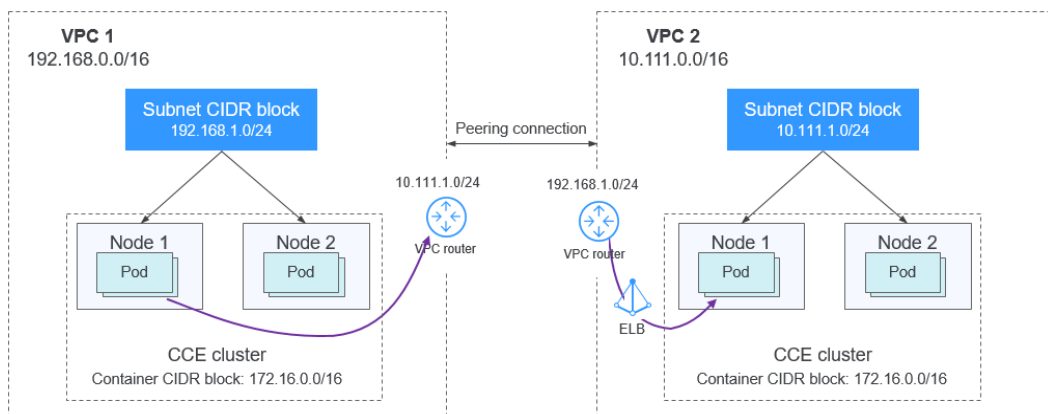 VPC 1
192.168.0.0/16
Subnet CIDR block
192.168.1.0/24
Node 1
Pod
Node 2
Pod
CCE cluster
Container CIDR block: 172.16.0.0/16
10.111.1.0/24
VPC router
Peering connection
192.168.1.0/24
VPC router
ELB
VPC 2
10.111.0.0/16
Subnet CIDR block
10.111.1.0/24
Node 1
Pod
Node 2
Pod
CCE cluster
Container CIDR block: 172.16.0.0/16